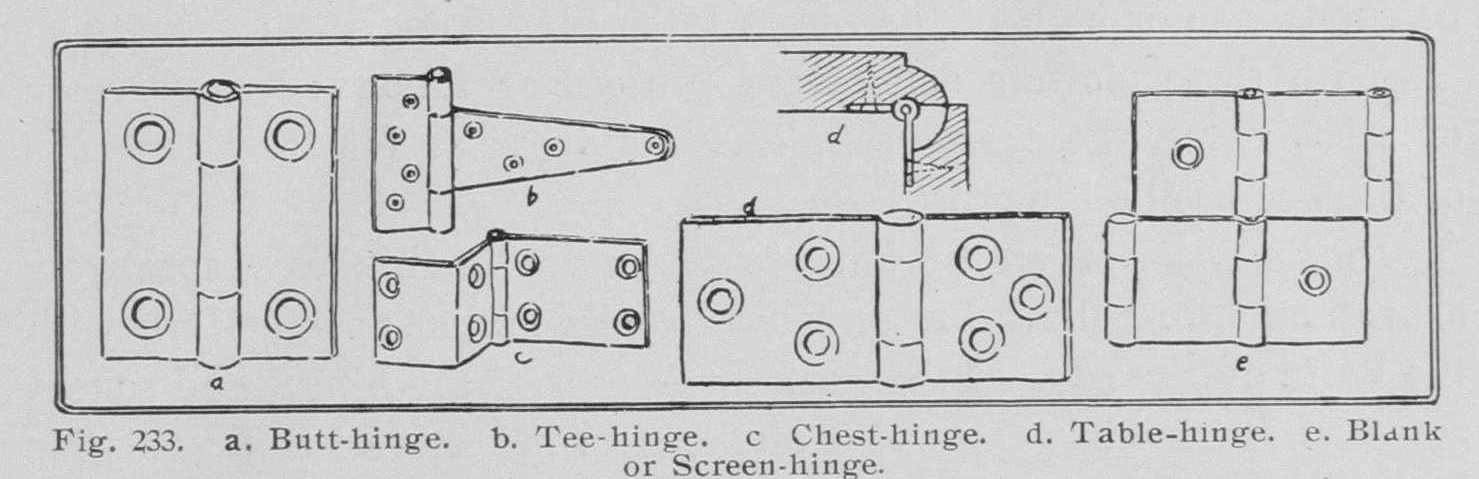 a
b
c
d
d
e
Fig. 233. a. Butt-hinge. b. Tee-hinge. c Chest-hinge. d. Table-hinge. e. Blank
or Screen-hinge.